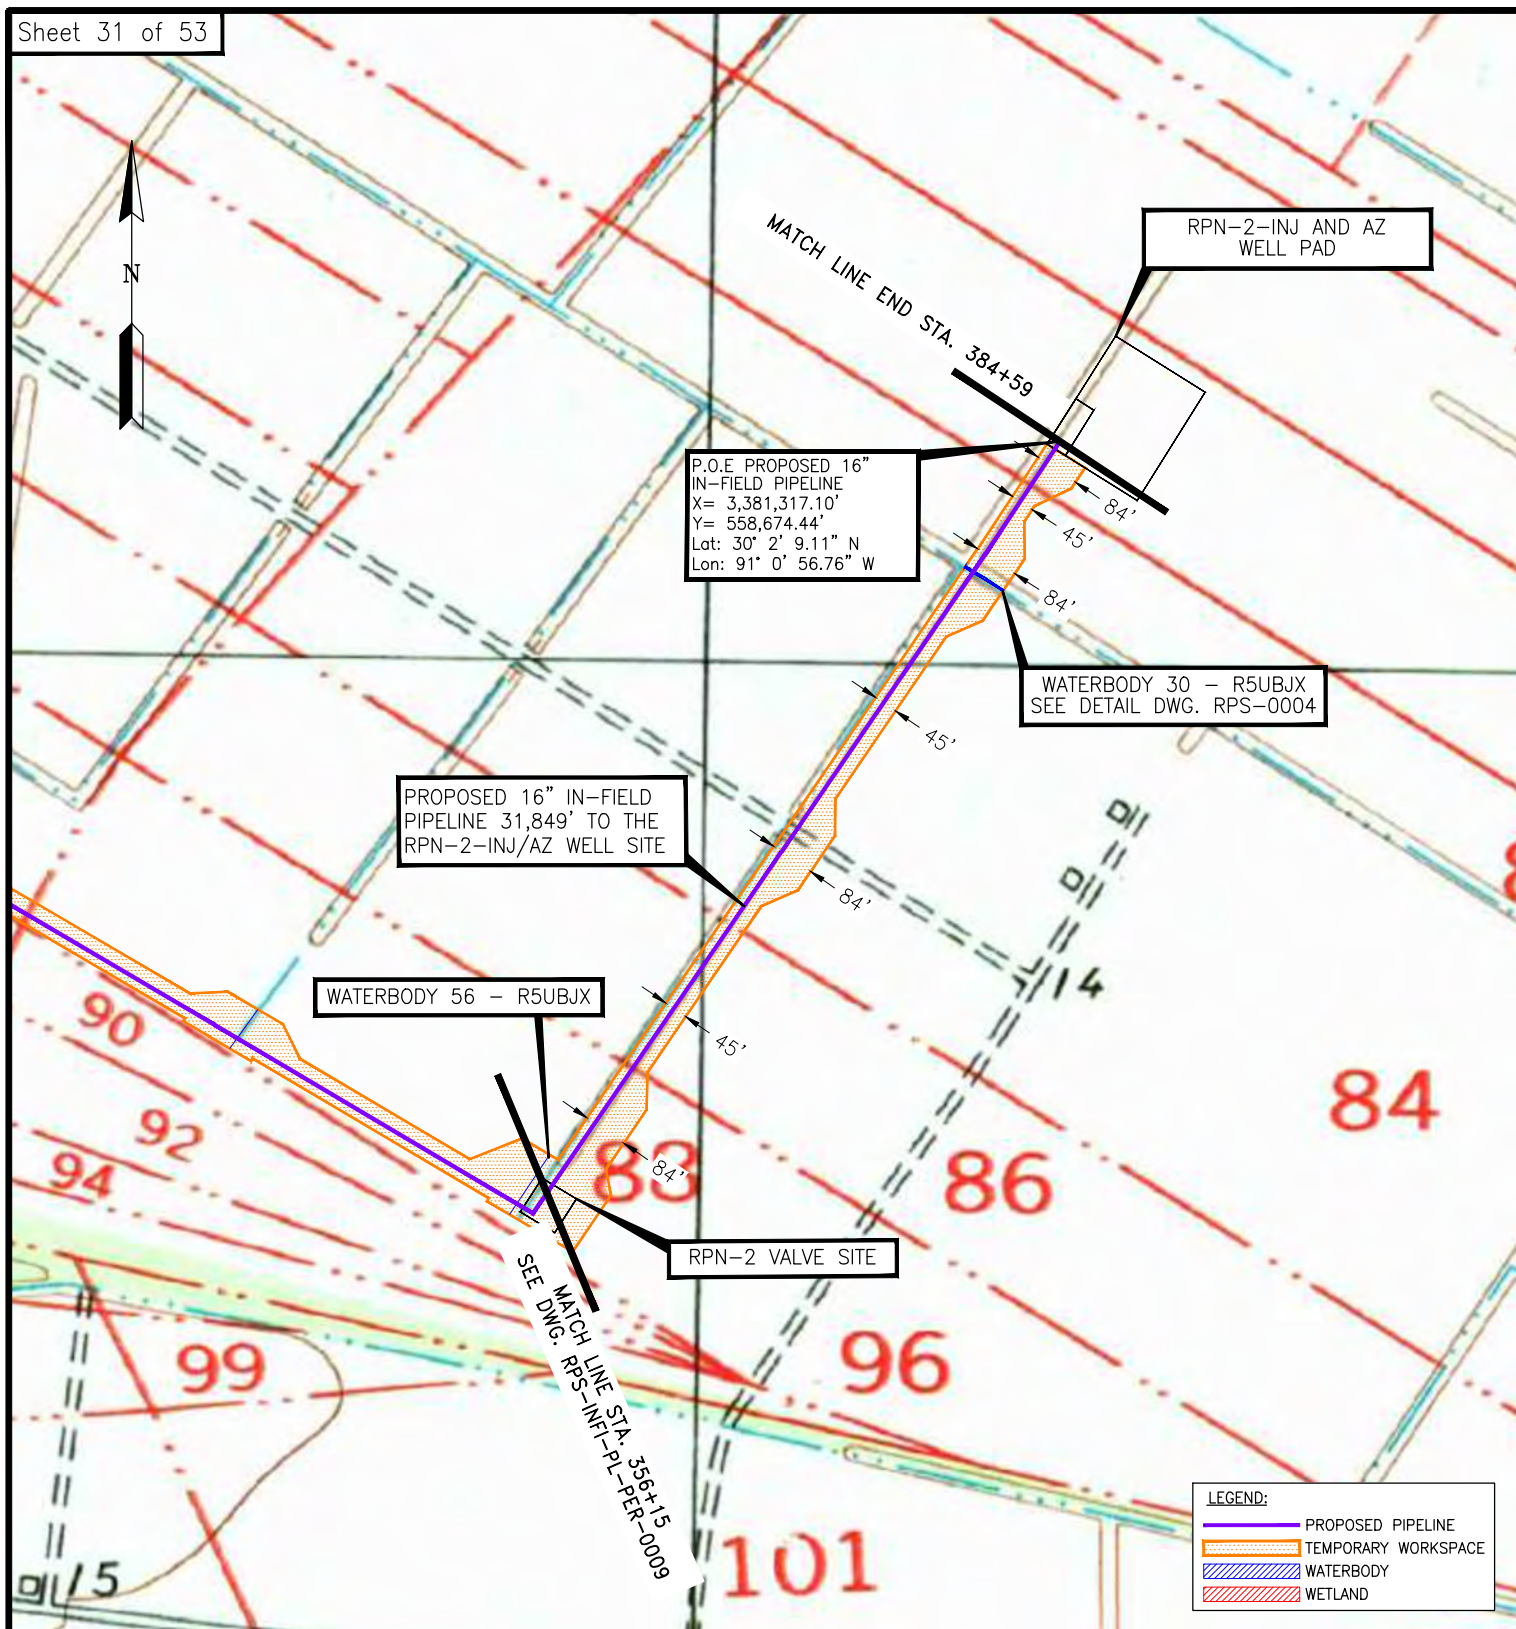 Sheet 31 of 53
N
RPN-2-INJ AND AZ
WELL PAD
MATCH LINE END STA. 384+59
P.O.E PROPOSED 16”
IN-FIELD PIPELINE
X= 3,381,317.10'
Y= 558,674.44'
Lat: 30° 2' 9.11” N
Lon: 91° 0' 56.76” W
84'
45'
84'
WATERBODY 30 - R5UBJX
SEE DETAIL DWG. RPS-0004
45'
PROPOSED 16” IN-FIELD
PIPELINE 31,849' TO THE
RPN-2-INJ/AZ WELL SITE
84'
14
WATERBODY 56 - R5UBJX
45'
90
92
94
84
83
84'
86
RPN-2 VALVE SITE
MATCH LINE STA. 356+15
SEE DWG. RPS-INFI-PL-PER-0009
99
96
101
15
LEGEND:
PROPOSED PIPELINE
TEMPORARY WORKSPACE
WATERBODY
WETLAND